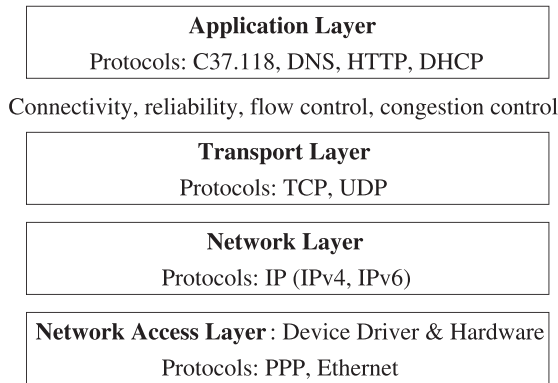 Application Layer
Protocols: C37.118, DNS, HTTP, DHCP
Connectivity, reliability, flow control, congestion control
Transport Layer
Protocols: TCP, UDP
Network Layer
Protocols: IP (IPv4, IPv6)
Network Access Layer: Device Driver & Hardware
Protocols: PPP, Ethernet